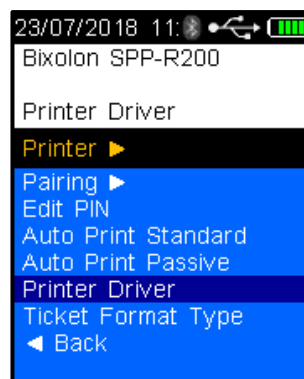 23/07/2018 11:
Bixolon SPP-R200
Printer Driver
Printer ►
Pairing ►
Edit PIN
Auto Print Standard
Auto Print Passive
Printer Driver
Ticket Format Type
◄ Back